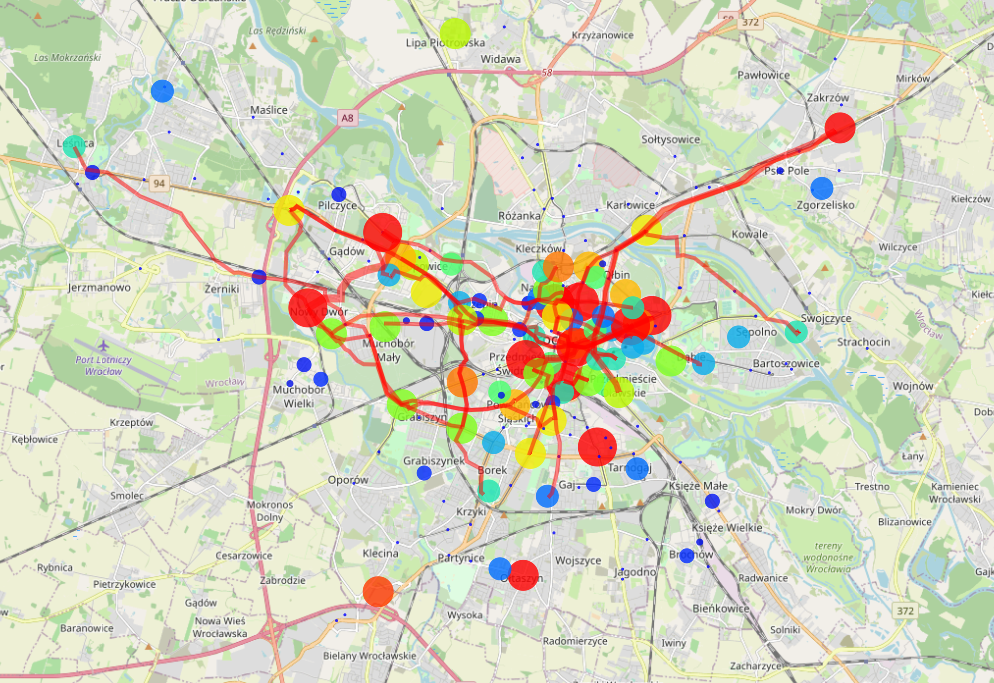 Las Rędziński
Lipa Piotrowska
Krzyżanowice
372
Las Mokrzański
Widawa
58
Pawłowice
Mirków
Zakrzów
Maślice
A8
Sołtysowice
Leśnica
94
Psie Pole
Kiełczów
Pilczyce
Karłowice
Zgorzelisko
Różanka
Kowale
Gądów
Kleczków
Wilczyce
Ołbin
Jerzmanowo
Żerniki
Nowy Dwór
Swojczyce
Wrocław
Port Lotniczy
Wrocław
Muchobór
Mały
Sępolno
Strachocin
Bartoszowice
Przedmieście
Muchobór
Wielki
Wojnów
Krzeptów
Grabiszyn
Kębłowice
Grabiszynek
Oporów
Borek
Tarnogaj
Gaj
Księże Małe
Łany
Trestno
Kamieniec
Wrocławski
Smolec
Mokronos
Dolny
Krzyki
Mokry Dwór
Blizanowice
Księże Wielkie
Cesarzowice
Klecina
Partynice
Wojszyce
Brochów
tereny
wodonośne
Wrocławia
Rybnica
Pietrzykowice
Zabrodzie
Ołtaszyn
Jagodno
Radwanice
Gądów
Wysoka
Bieńkowice
372
Nowa Wieś
Wrocławska
Baranowice
Solniki
Radomierzyce
Iwiny
Bielany Wrocławskie
Zacharzyce